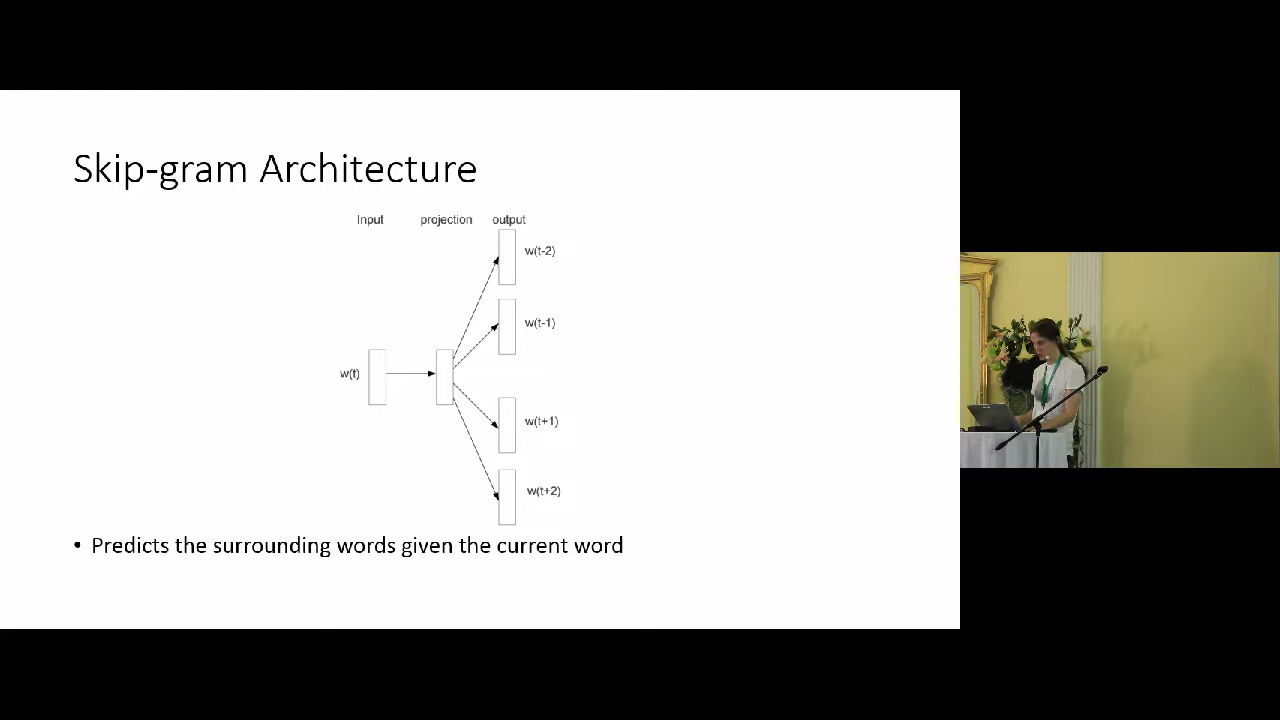 Skip-gram Architecture
Input projection output
w(t-2)
w(t-1)
w(t)
w(t+1)
w(t+2)
• Predicts the surrounding words given the current word